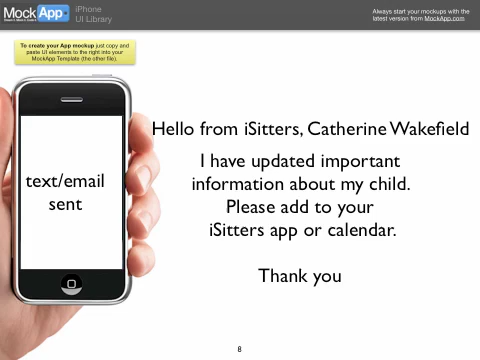 MockApp
iPhone
UI Library
Always start your mockups with the
latest version from MockApp.com
To create your App mockup just copy and
paste UI elements to the right into your
MockApp Template (the other file).
text/email
sent
Hello from iSitters, Catherine Wakefield
I have updated important
information about my child.
Please add to your
iSitters app or calendar.
Thank you
8